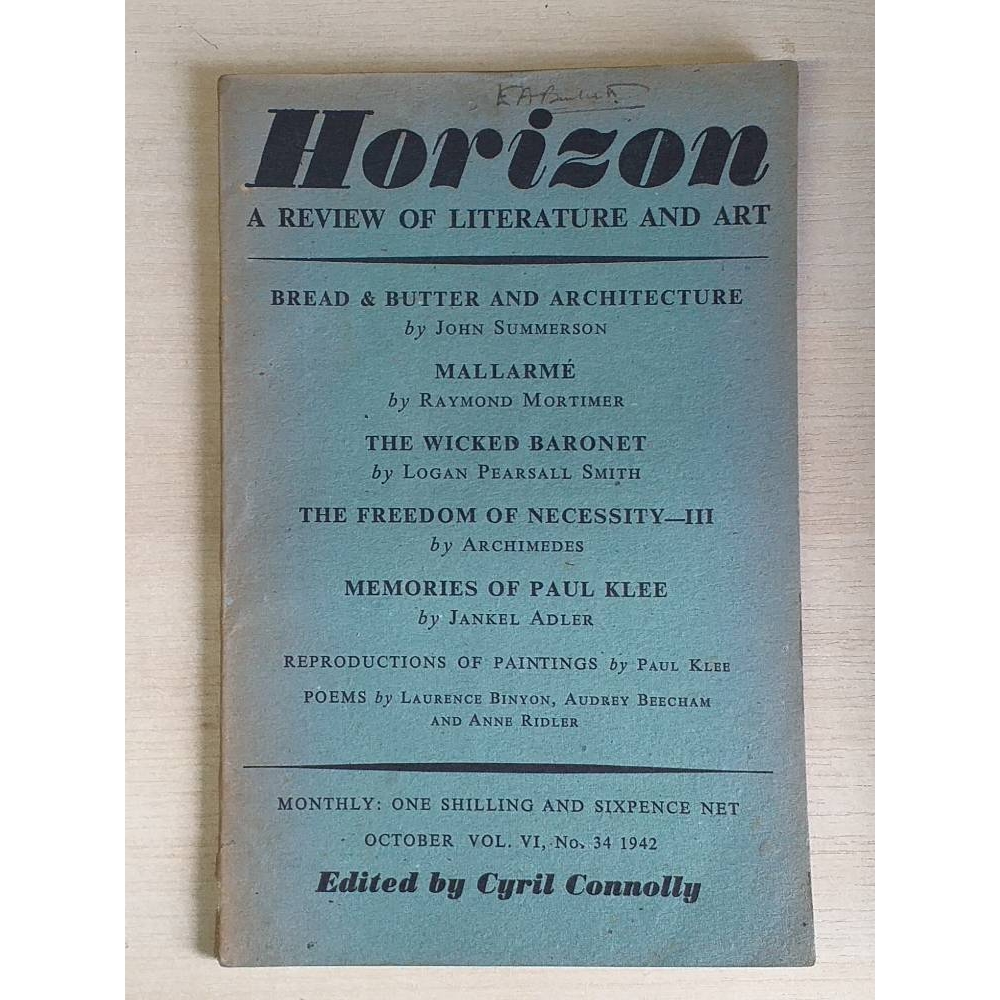 E A
Horizon
A REVIEW OF LITERATURE AND ART
BREAD & BUTTER AND ARCHITECTURE
by JOHN SUMMERSON
MALLARMÉ
by RAYMOND MORTIMER
THE WICKED BARONET
by LOGAN PEARSALL SMITH
THE FREEDOM OF NECESSITY—III
by ARCHIMEDES
MEMORIES OF PAUL KLEE
by JANKEL ADLER
REPRODUCTIONS OF PAINTINGS by PAUL KLEE
POEMS by LAURENCE BINYON, AUDREY BEECHAM
AND ANNE RIDLER
MONTHLY: ONE SHILLING AND SIXPENCE NET
OCTOBER VOL. VI, No. 34 1942
Edited by Cyril Connolly